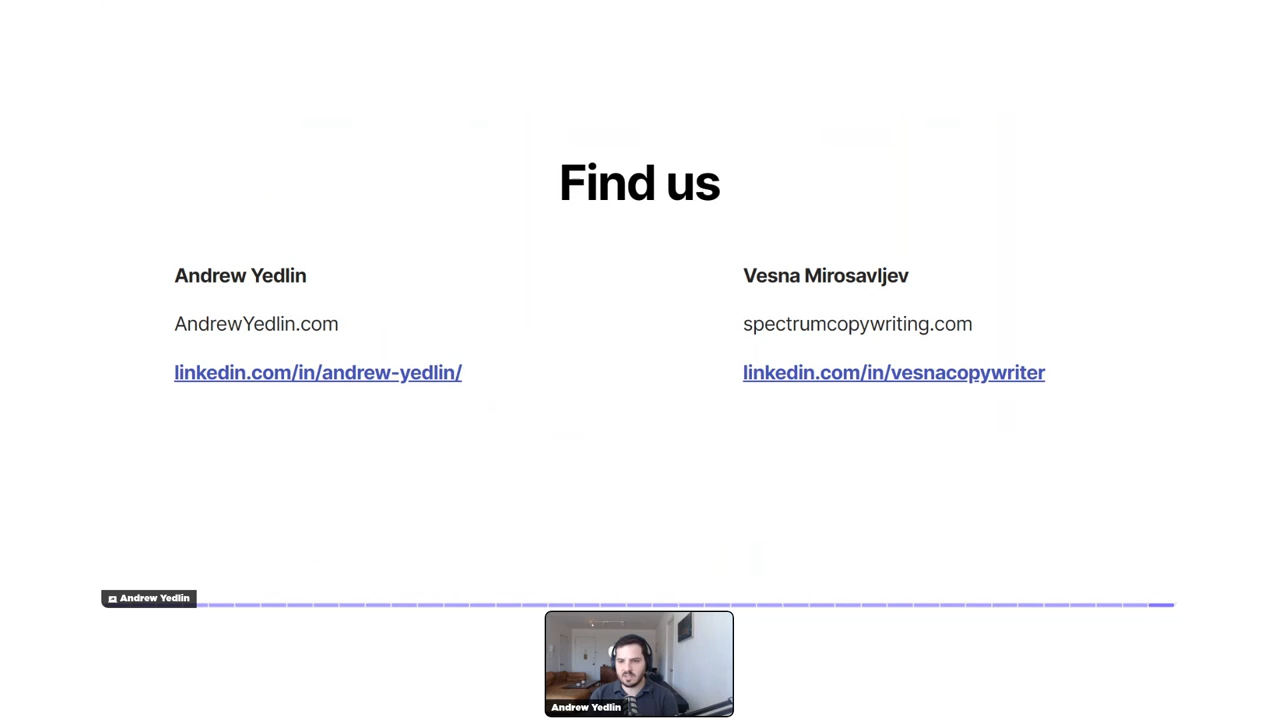 Find us
Andrew Yedlin
AndrewYedlin.com
linkedin.com/in/andrew-yedlin/
Vesna Mirosavljev
spectrumcopywriting.com
linkedin.com/in/vesnacopywriter
Andrew Yedlin
Andrew Yedlin